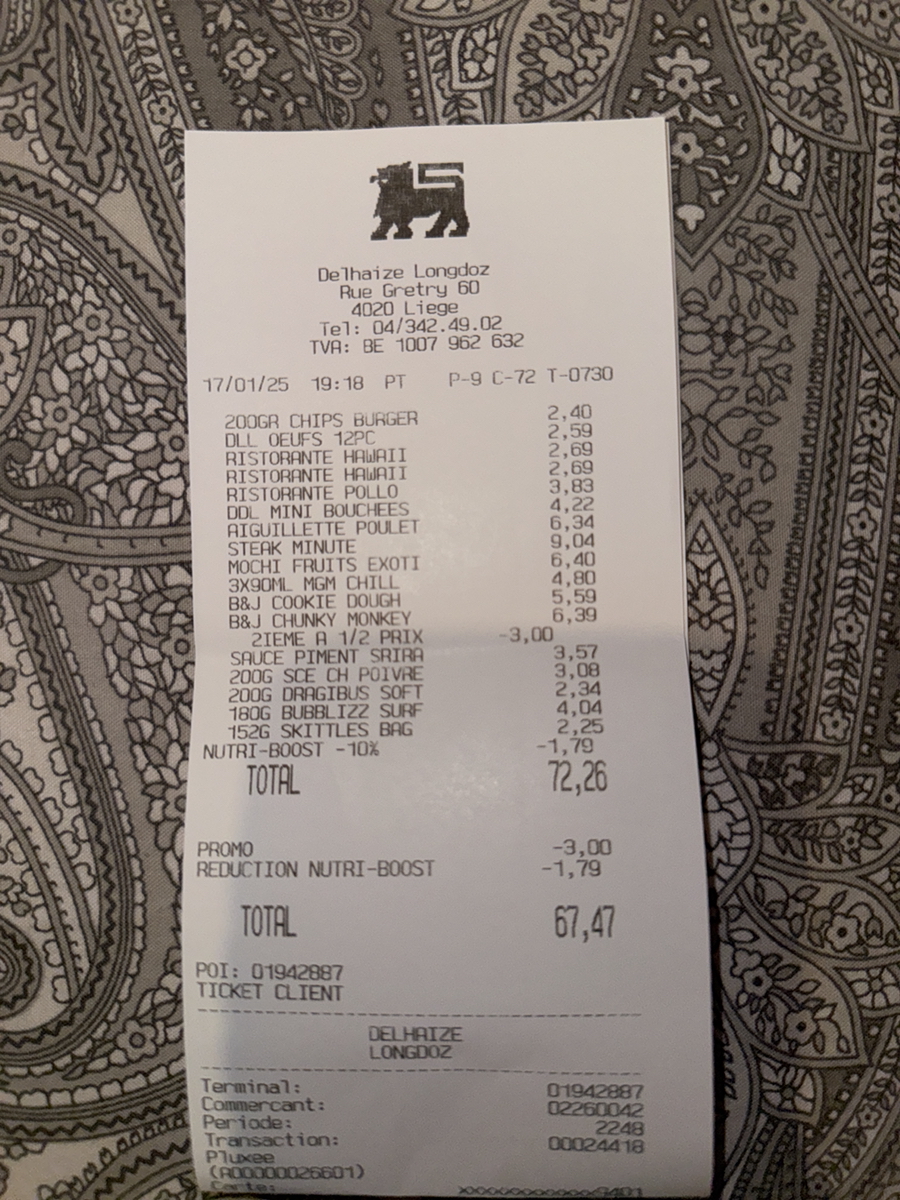 Delhaize Longdoz
Rue Gretry 60
4020 Liege
Tel: 04/342.49.02
TVA: BE 1007 962 632
17/01/25 19:18 PT P-9 C-72 T-0730
200GR CHIPS BURGER 2,40
DLL OEUFS 12PC 2,59
RISTORANTE HAWAII 2,69
RISTORANTE HAWAII 2,69
RISTORANTE POLLO 3,83
DDL MINI BOUCHEES 4,22
AIGUILLETTE POULET 6,34
STEAK MINUTE 9,04
MOCHI FRUITS EXOTI 6,40
3X90ML MGM CHILL 4,80
B&J COOKIE DOUGH 5,59
B&J CHUNKY MONKEY 6,39
2IEME A 1/2 PRIX -3,00
SAUCE PIMENT SRIRA 3,57
200G SCE CH POIVRE 3,08
200G DRAGIBUS SOFT 2,34
180G BUBBLIZZ SURF 4,04
152G SKITTLES BAG 2,25
NUTRI-BOOST -10% -1,79
TOTAL 72,26
PROMO -3,00
REDUCTION NUTRI-BOOST -1,79
TOTAL 67,47
POI: 01942887
TICKET CLIENT
DELHAIZE
LONGDOZ
Terminal: 01942887
Commercant: 02260042
Periode: 2248
Transaction: 00024418
Pluxee
(A00000026601)
Carte: